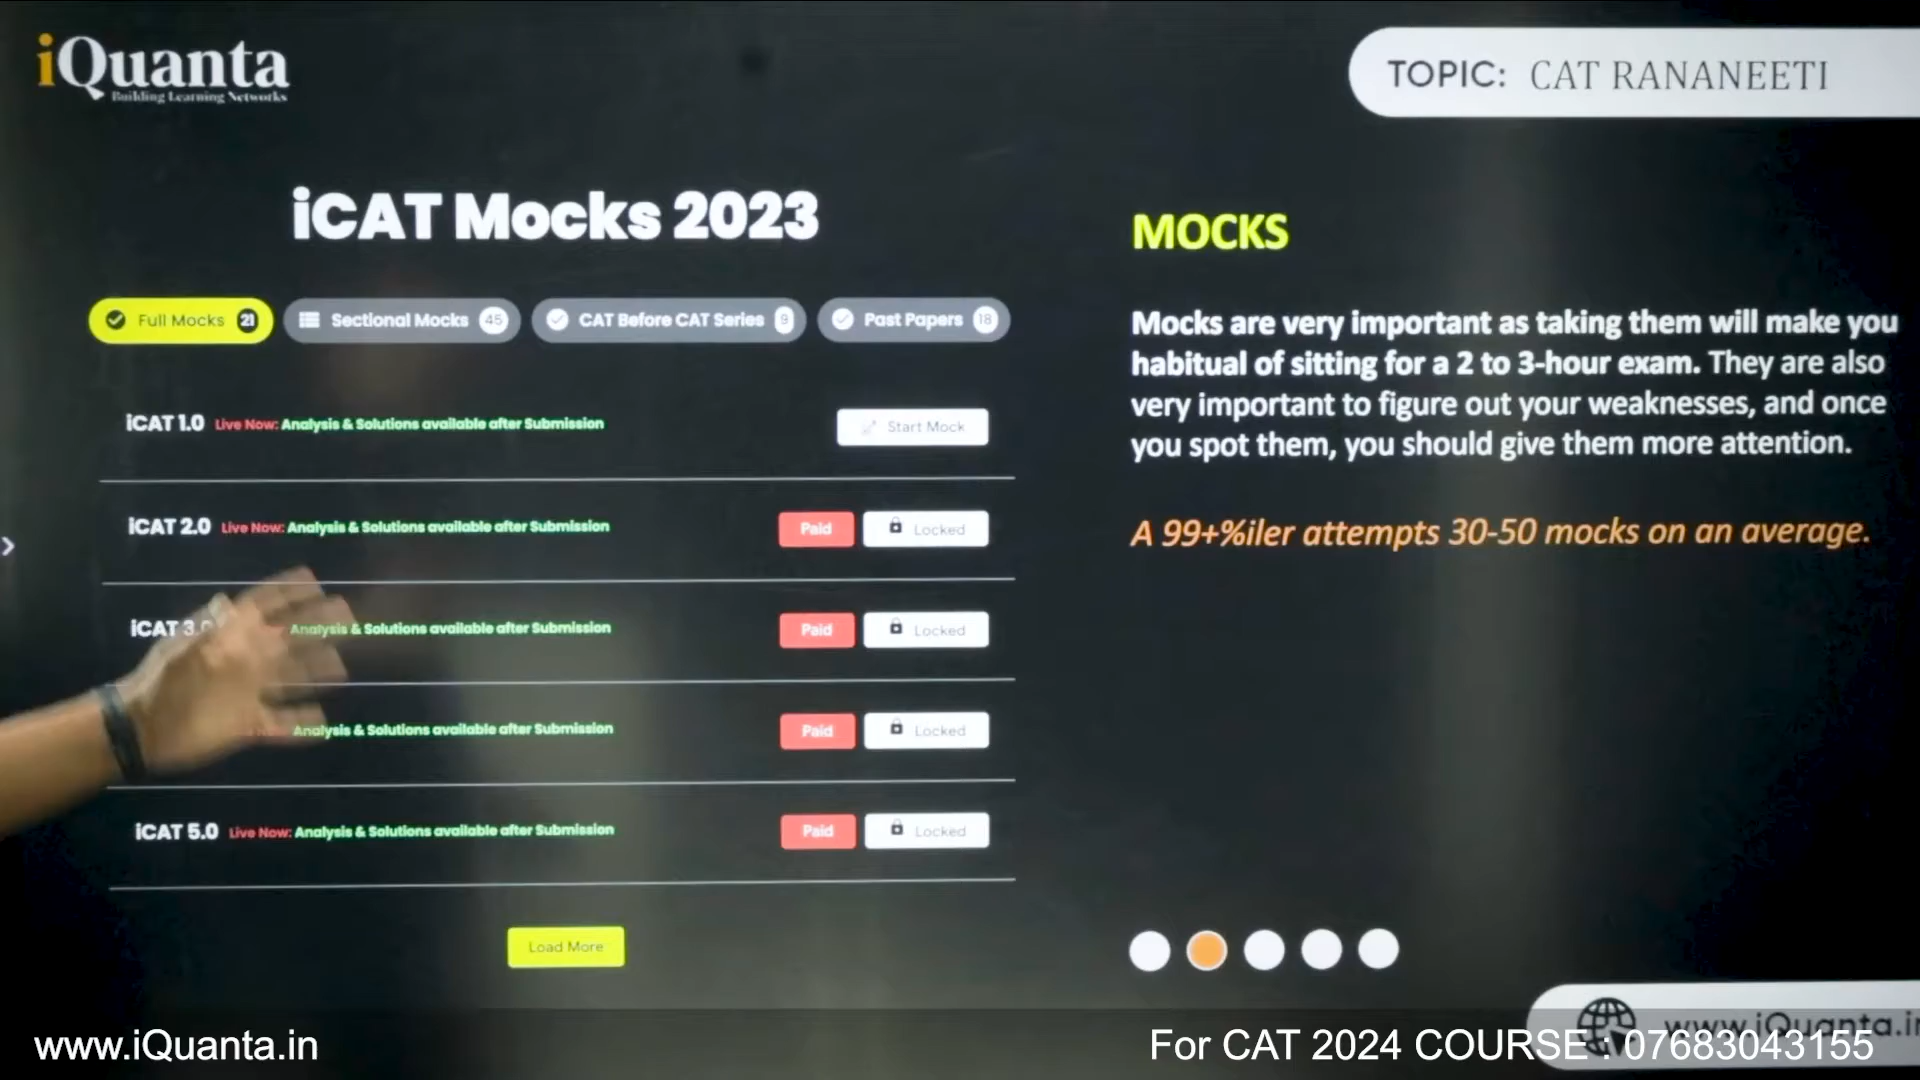 iQuanta
Building Learning Networks
TOPIC: CAT RANANEETI
iCAT Mocks 2023
Full Mocks 21
Sectional Mocks 45
CAT Before CAT Series 9
Past Papers 18
iCAT 1.0 Live Now: Analysis & Solutions available after Submission
Start Mock
iCAT 2.0 Live Now: Analysis & Solutions available after Submission
Paid
Locked
iCAT 3.0 Analysis & Solutions available after Submission
Paid
Locked
Analysis & Solutions available after Submission
Paid
Locked
iCAT 5.0 Live Now: Analysis & Solutions available after Submission
Paid
Locked
Load More
MOCKS
Mocks are very important as taking them will make you
habitual of sitting for a 2 to 3-hour exam. They are also
very important to figure out your weaknesses, and once
you spot them, you should give them more attention.
A 99+%iler attempts 30-50 mocks on an average.
www.iQuanta.in
www.iQuanta.in
For CAT 2024 COURSE : 07683043155